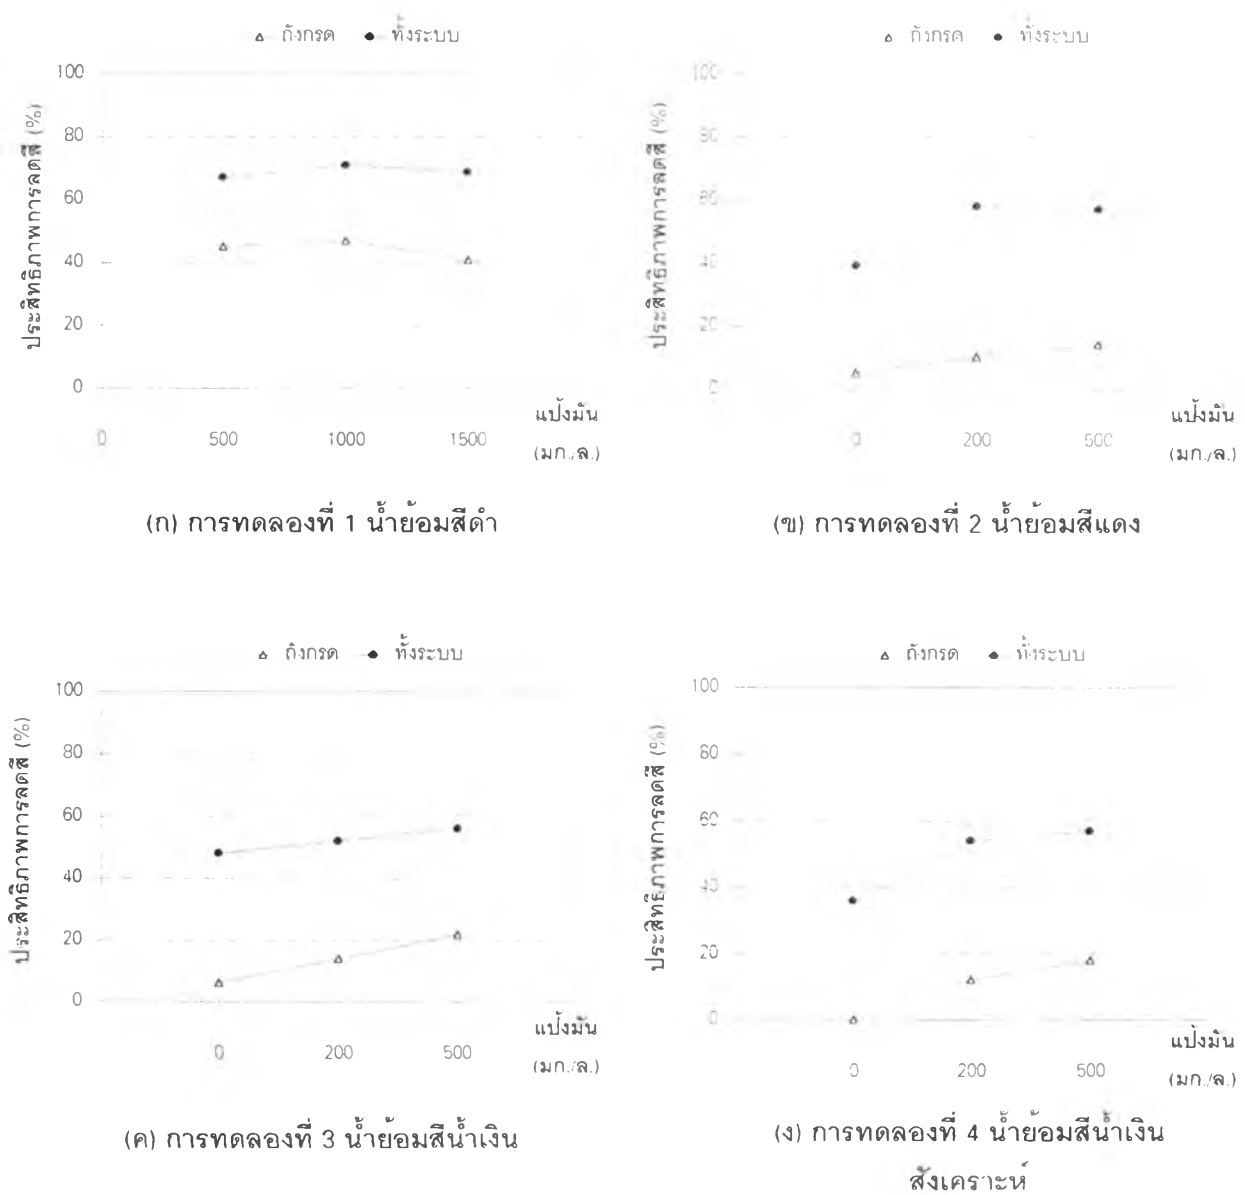 ถังกรด ทั้งระบบ
ประสิทธิภาพการลดสี (%)
100
80
60
40
20
0
0 500 1000 1500
แป้งมัน
(มก./ล.)
(ก) การทดลองที่ 1 น้ำย้อมสีดำ
ถังกรด ทั้งระบบ
ประสิทธิภาพการลดสี (%)
100
80
60
40
20
0
0 200 500
แป้งมัน
(มก./ล.)
(ข) การทดลองที่ 2 น้ำย้อมสีแดง
ถังกรด ทั้งระบบ
ประสิทธิภาพการลดสี (%)
100
80
60
40
20
0
0 200 500
แป้งมัน
(มก./ล.)
(ค) การทดลองที่ 3 น้ำย้อมสีน้ำเงิน
ถังกรด ทั้งระบบ
ประสิทธิภาพการลดสี (%)
100
80
60
40
20
0
0 200 500
แป้งมัน
(มก./ล.)
(ง) การทดลองที่ 4 น้ำย้อมสีน้ำเงิน
สังเคราะห์